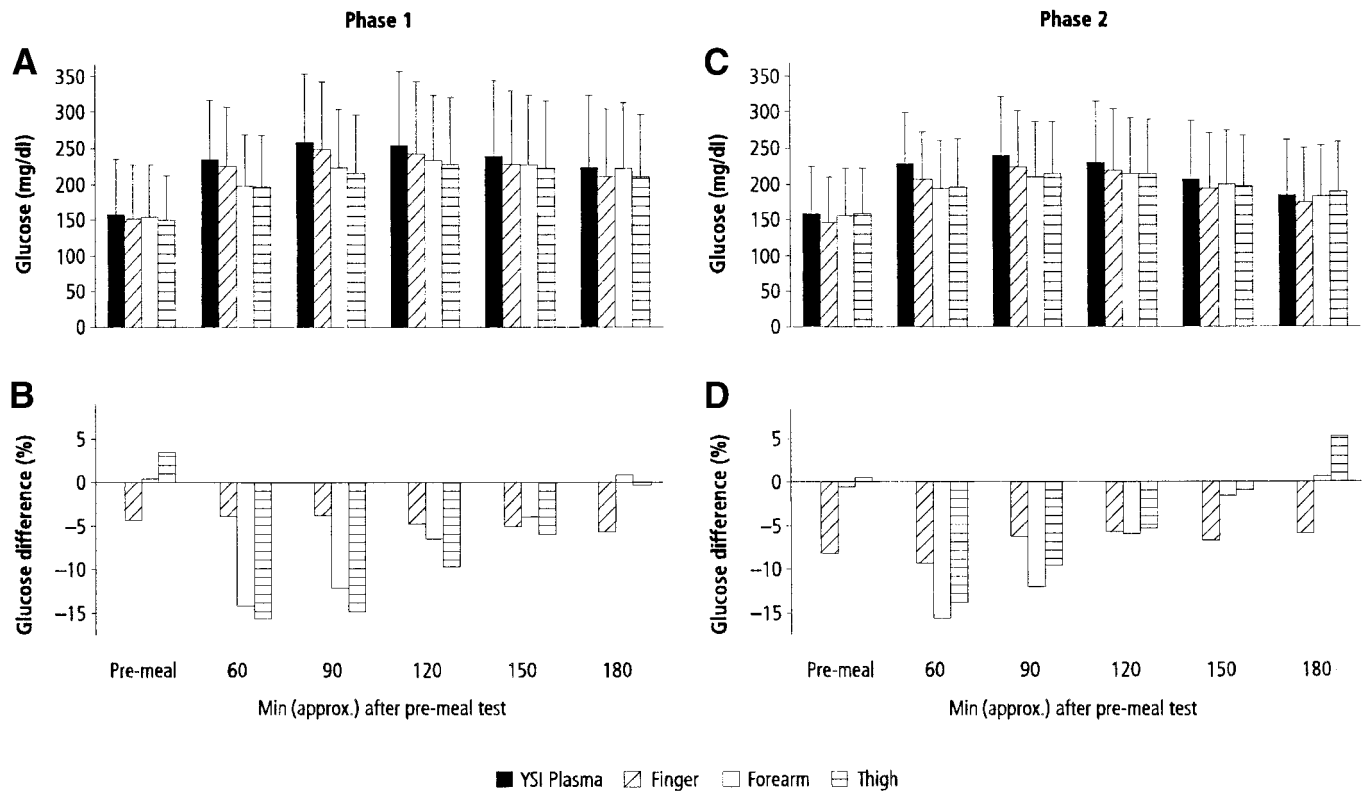 Phase 1
Phase 2
A
Glucose (mg/dl)
350
300
250
200
150
100
50
0
C
Glucose (mg/dl)
350
300
250
200
150
100
50
0
B
Glucose difference (%)
5
0
−5
−10
−15
Pre-meal 60 90 120 150 180
Min (approx.) after pre-meal test
D
Glucose difference (%)
5
0
−5
−10
−15
Pre-meal 60 90 120 150 180
Min (approx.) after pre-meal test
YSI Plasma Finger Forearm Thigh